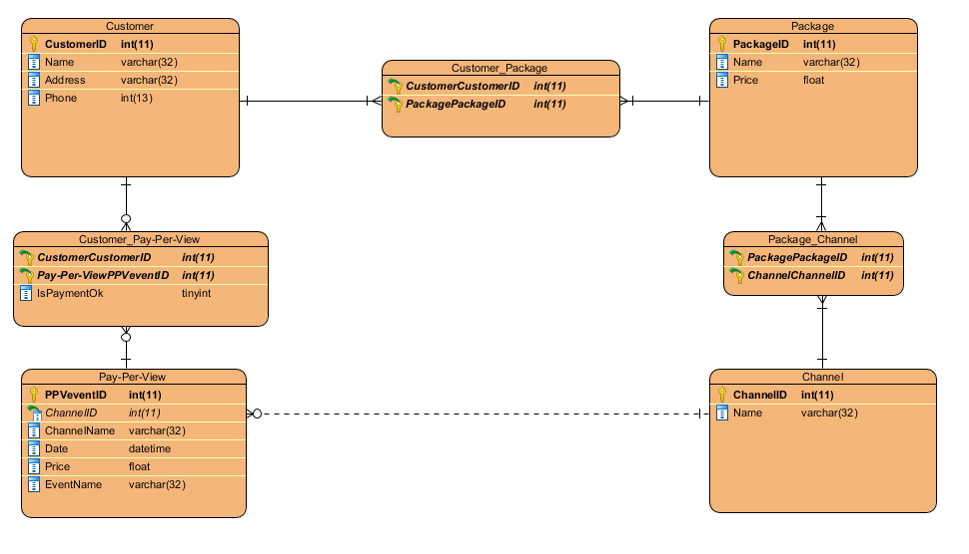 Customer
CustomerID int(11)
Name varchar(32)
Address varchar(32)
Phone int(13)
Customer_Package
CustomerCustomerID int(11)
PackagePackageID int(11)
Package
PackageID int(11)
Name varchar(32)
Price float
Customer_Pay-Per-View
CustomerCustomerID int(11)
Pay-Per-ViewPPVeventID int(11)
IsPaymentOk tinyint
Package_Channel
PackagePackageID int(11)
ChannelChannelID int(11)
Pay-Per-View
PPVeventID int(11)
ChannelID int(11)
ChannelName varchar(32)
Date datetime
Price float
EventName varchar(32)
Channel
ChannelID int(11)
Name varchar(32)